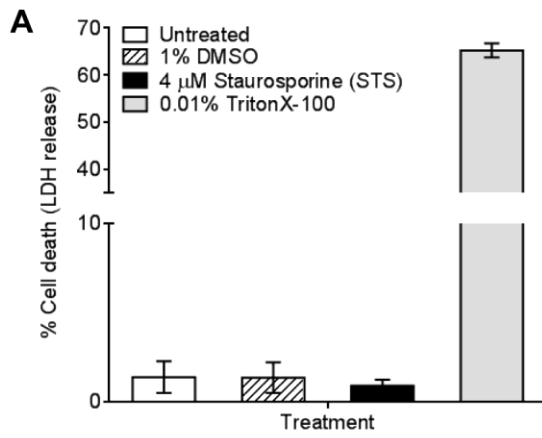 A
70
60
50
40
10
0
% Cell death (LDH release)
Untreated
1% DMSO
4 μM Staurosporine (STS)
0.01% TritonX-100
Treatment